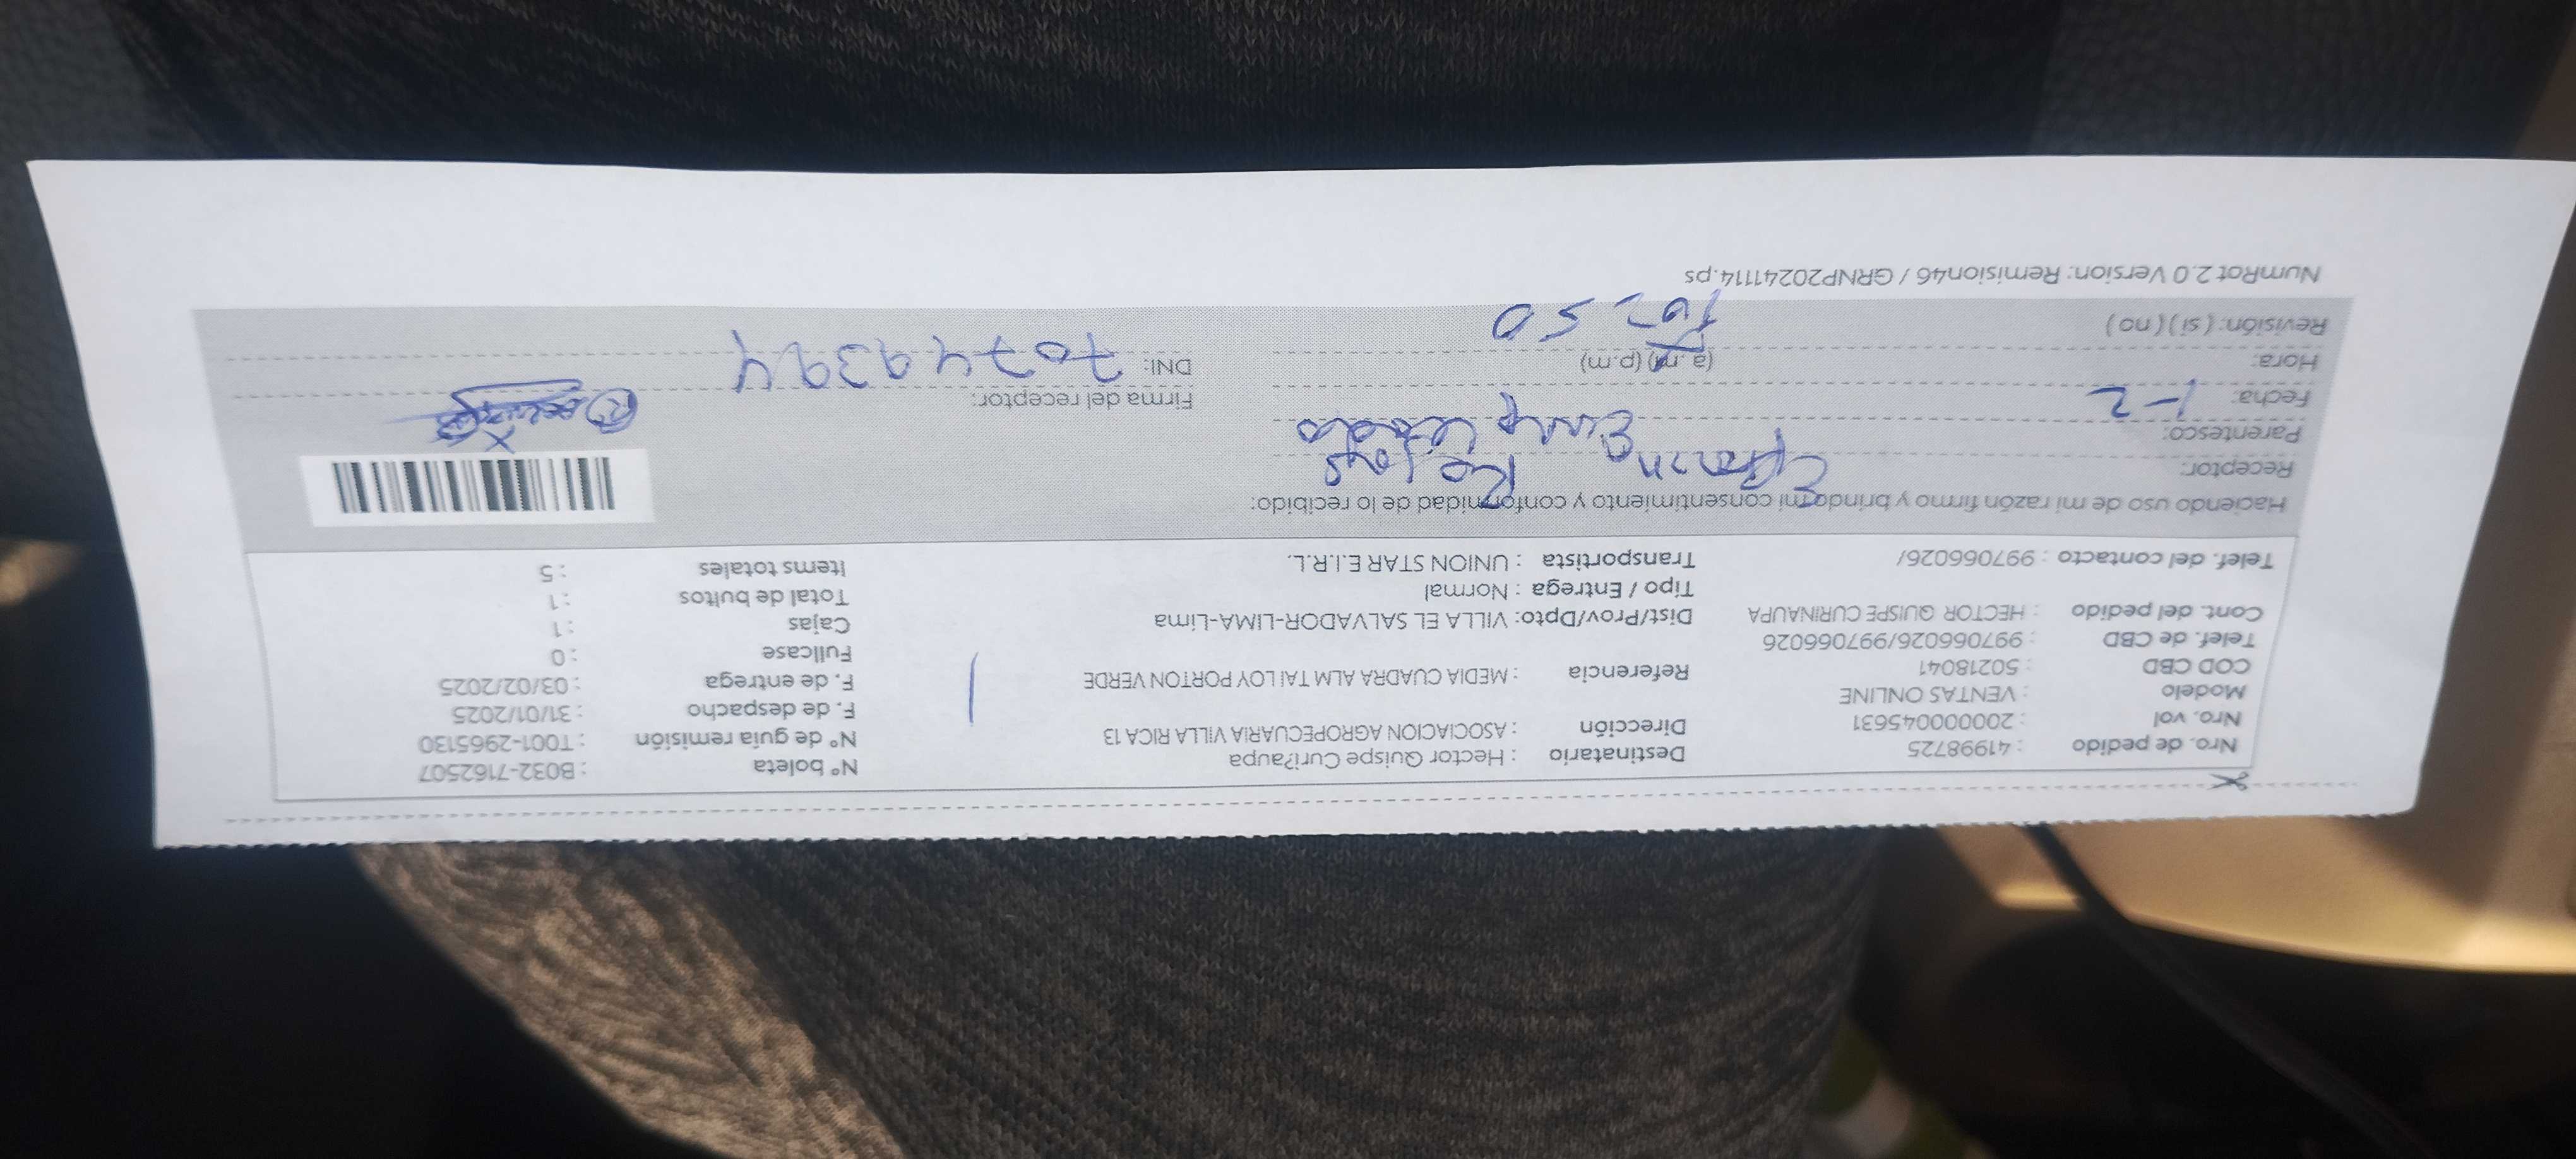 Nro. de pedido : 41998725 Destinatario : Hector Quispe Curi?aupa N° boleta : B032-7162507
Nro. vol : 2000000045631 Dirección : ASOCIACION AGROPECUARIA VILLA RICA 13 N° de guía remisión : T001-2965130
Modelo : VENTAS ONLINE F. de despacho : 31/01/2025
COD CBD : 50218041 Referencia : MEDIA CUADRA ALM TAI LOY PORTON VERDE F. de entrega : 03/02/2025
Telef. de CBD : 997066026/997066026 Fullcase : 0
Cont. del pedido : HECTOR QUISPE CURINAUPA Dist/Prov/Dpto: VILLA EL SALVADOR-LIMA-Lima Cajas : 1
Tipo / Entrega : Normal Total de bultos : 1
Telef. del contacto : 997066026/ Transportista : UNION STAR E.I.R.L. Items totales : 5
Haciendo uso de mi razón firmo y brindo mi consentimiento y conformidad de lo recibido:
Receptor: Rojas
Parentesco:
Fecha: 1-2 Firma del receptor:
Hora: (a.m) (p.m) DNI: 70749394
Revisión: ( si ) ( no )
NumRot 2.0 Version: Remision46 / GRNP20241114.ps